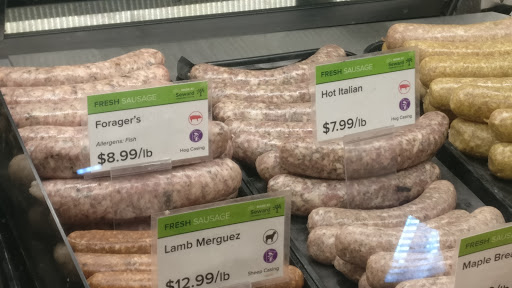 FRESH SAUSAGE
Forager's
Allergens: Fish
$8.99/lb
Hog Casing
FRESH SAUSAGE
Hot Italian
$7.99/lb
Hog Casing
FRESH SAUSAGE
Lamb Merguez
$12.99/lb
Sheep Casing
FRESH
Maple Bre